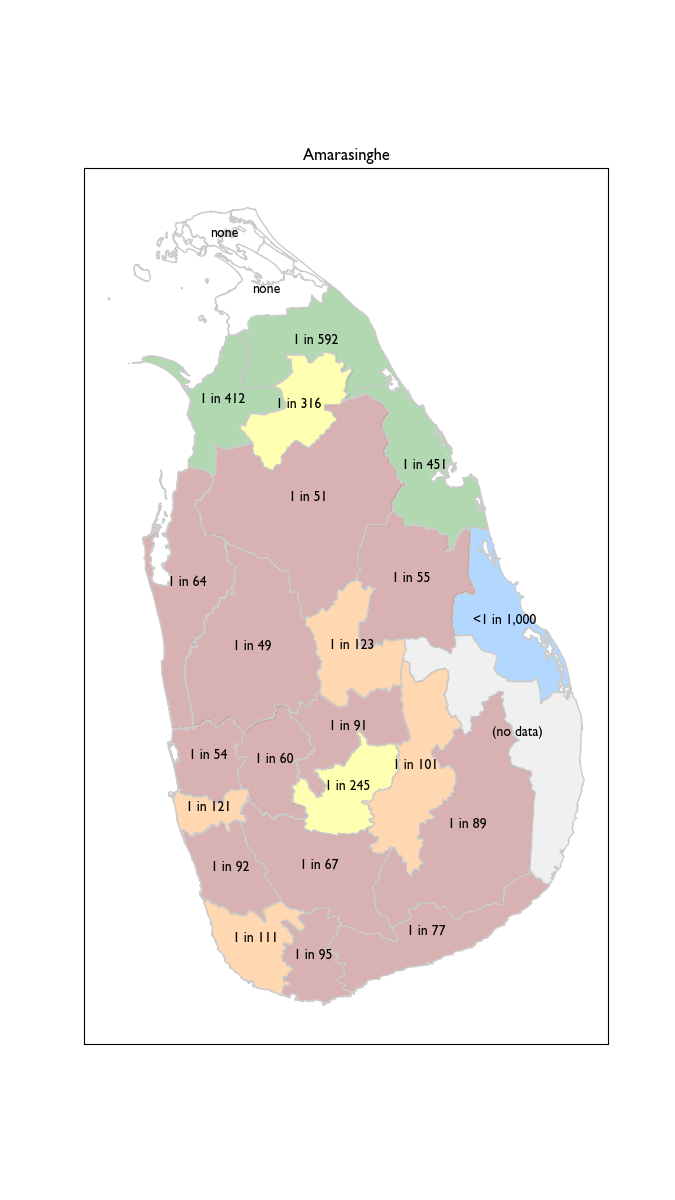 Amarasinghe
none
none
1 in 592
1 in 412
1 in 316
1 in 451
1 in 51
1 in 64
1 in 55
<1 in 1,000
1 in 49
1 in 123
1 in 91
(no data)
1 in 54
1 in 60
1 in 101
1 in 245
1 in 121
1 in 89
1 in 92
1 in 67
1 in 111
1 in 77
1 in 95